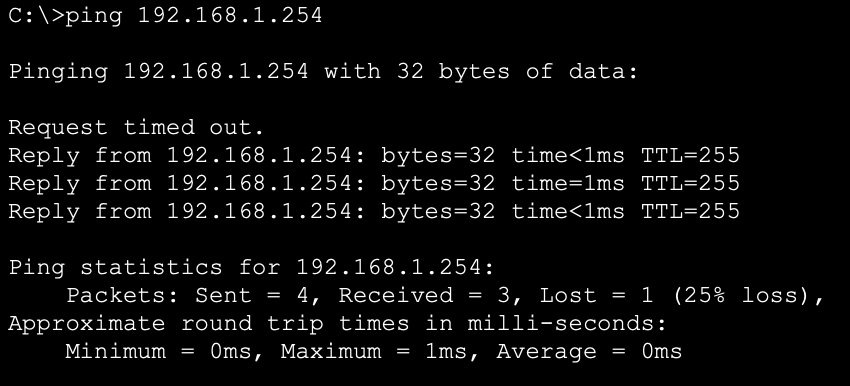 C:\>ping 192.168.1.254
Pinging 192.168.1.254 with 32 bytes of data:
Request timed out.
Reply from 192.168.1.254: bytes=32 time<1ms TTL=255
Reply from 192.168.1.254: bytes=32 time=1ms TTL=255
Reply from 192.168.1.254: bytes=32 time<1ms TTL=255
Ping statistics for 192.168.1.254:
    Packets: Sent = 4, Received = 3, Lost = 1 (25% loss),
Approximate round trip times in milli-seconds:
    Minimum = 0ms, Maximum = 1ms, Average = 0ms